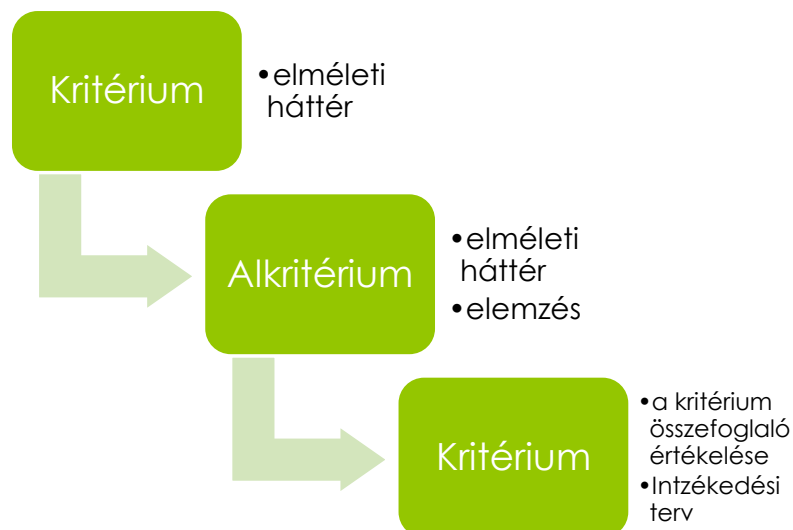 Kritérium
•elméleti
háttér
Alkritérium
•elméleti
háttér
•elemzés
Kritérium
•a kritérium
összefoglaló
értékelése
•Intzékedési
terv